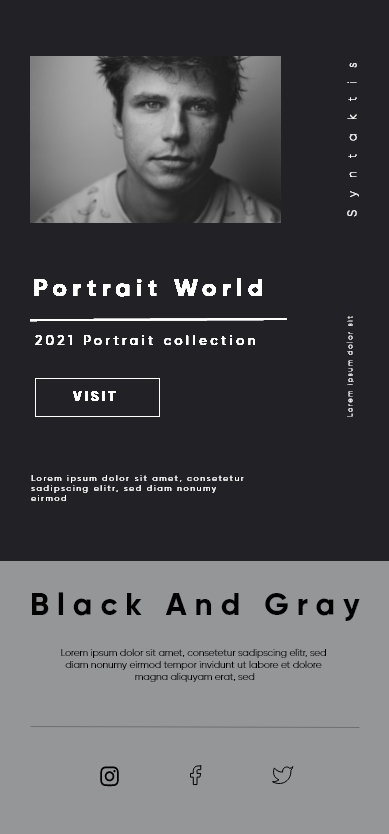 Syntaktis
Portrait World
2021 Portrait collection
VISIT
Lorem ipsum dolor sit
Lorem ipsum dolor sit amet, consetetur
sadipscing elitr, sed diam nonumy
eirmod
Black And Gray
Lorem ipsum dolor sit amet, consetetur sadipscing elitr, sed
diam nonumy eirmod tempor invidunt ut labore et dolore
magna aliquyam erat, sed